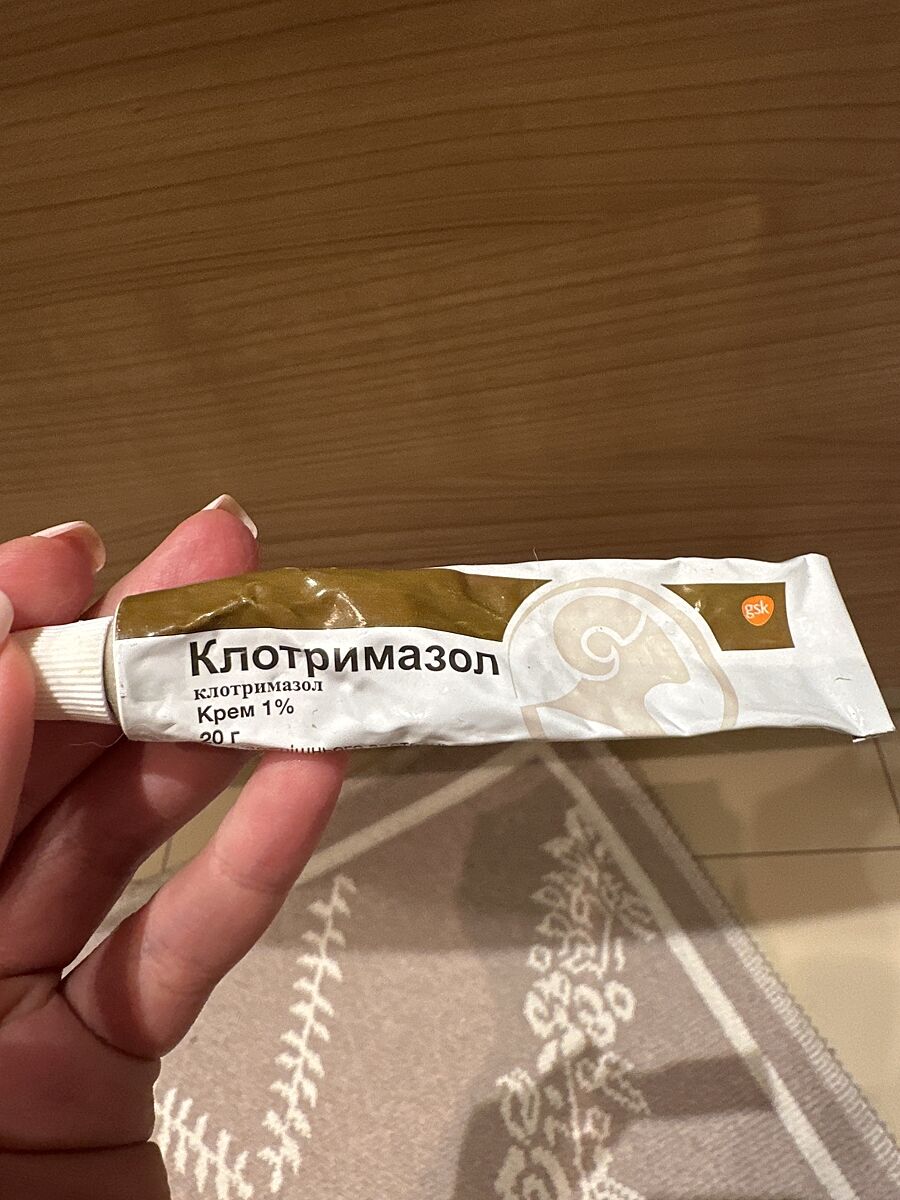 Клотримазол
клотримазол
Крем 1%
20 г
gsk